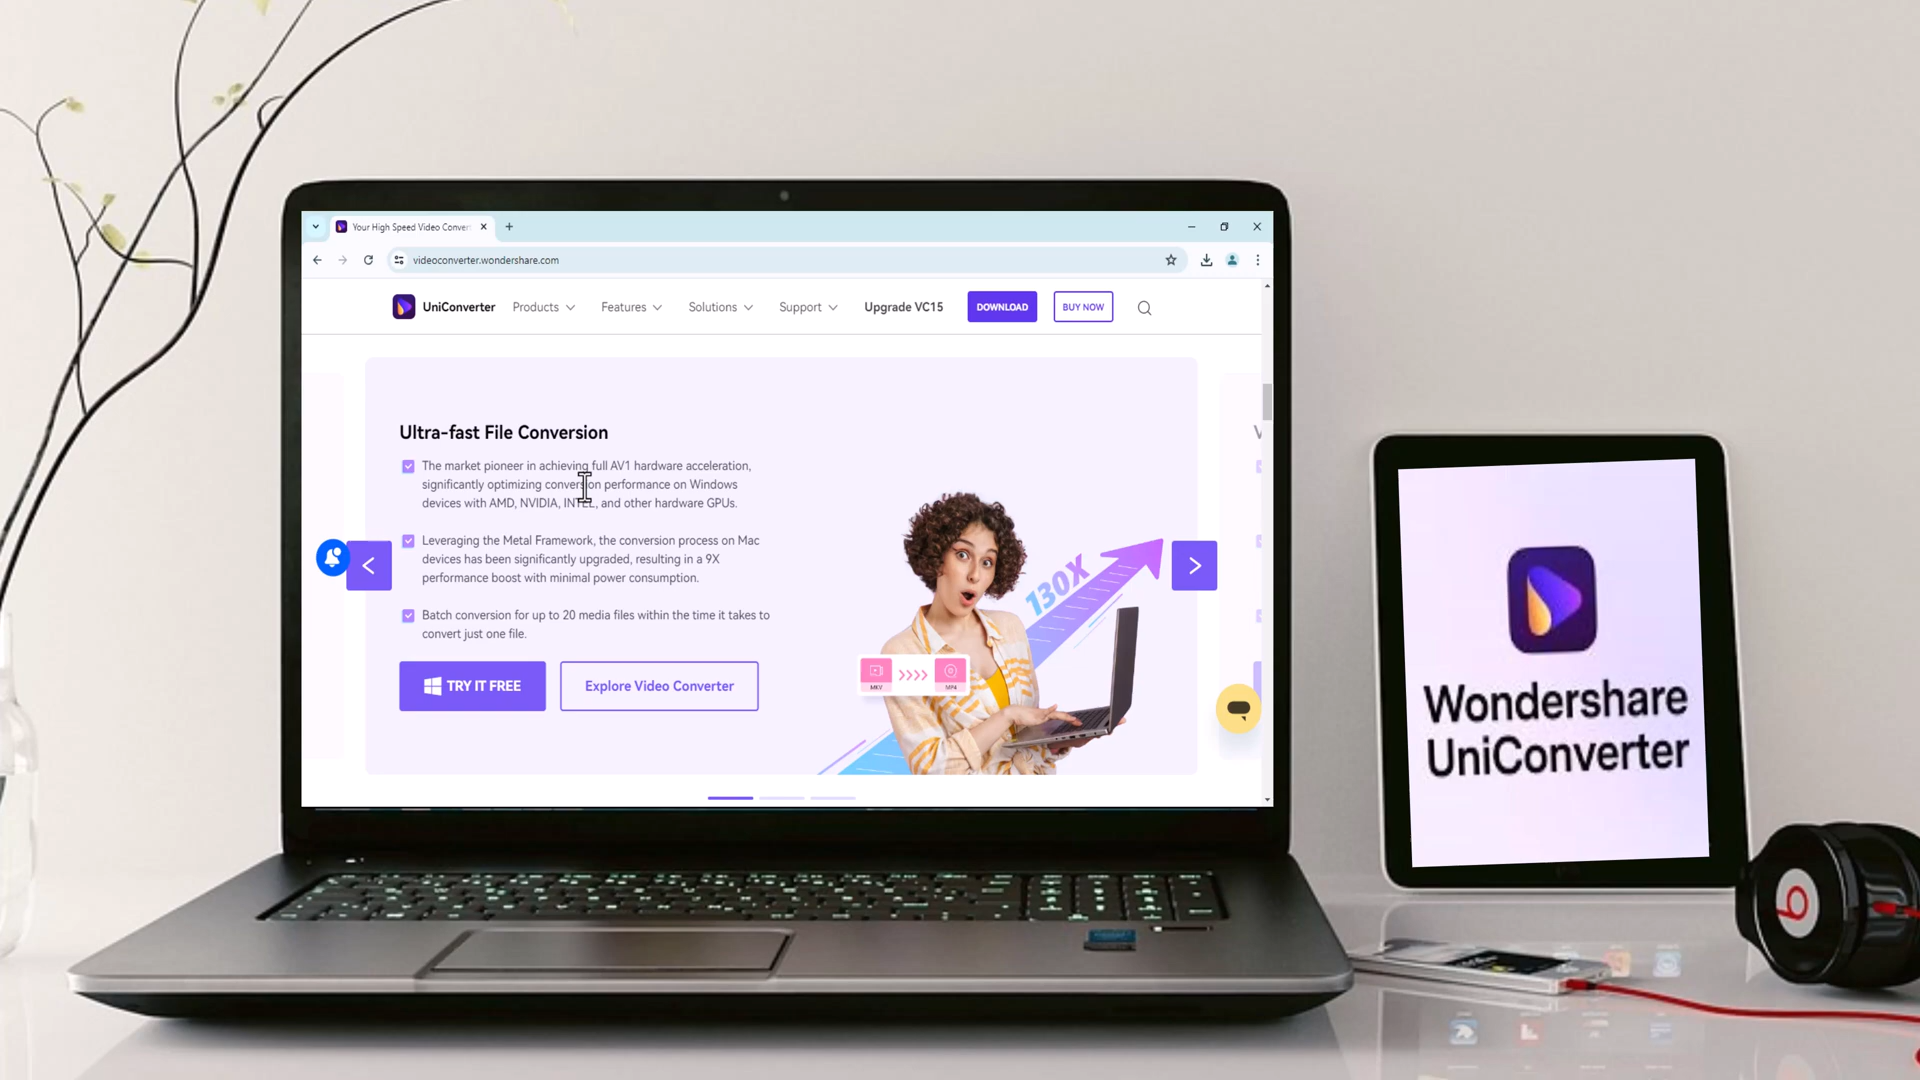 Your High Speed Video Conver
videoconverter.wondershare.com
UniConverter Products Features Solutions Support Upgrade VC15 DOWNLOAD BUY NOW
Ultra-fast File Conversion
The market pioneer in achieving full AV1 hardware acceleration,
significantly optimizing conversion performance on Windows
devices with AMD, NVIDIA, INTEL, and other hardware GPUs.
Leveraging the Metal Framework, the conversion process on Mac
devices has been significantly upgraded, resulting in a 9X
performance boost with minimal power consumption.
Batch conversion for up to 20 media files within the time it takes to
convert just one file.
TRY IT FREE Explore Video Converter
130X
MKV MP4
Wondershare
UniConverter